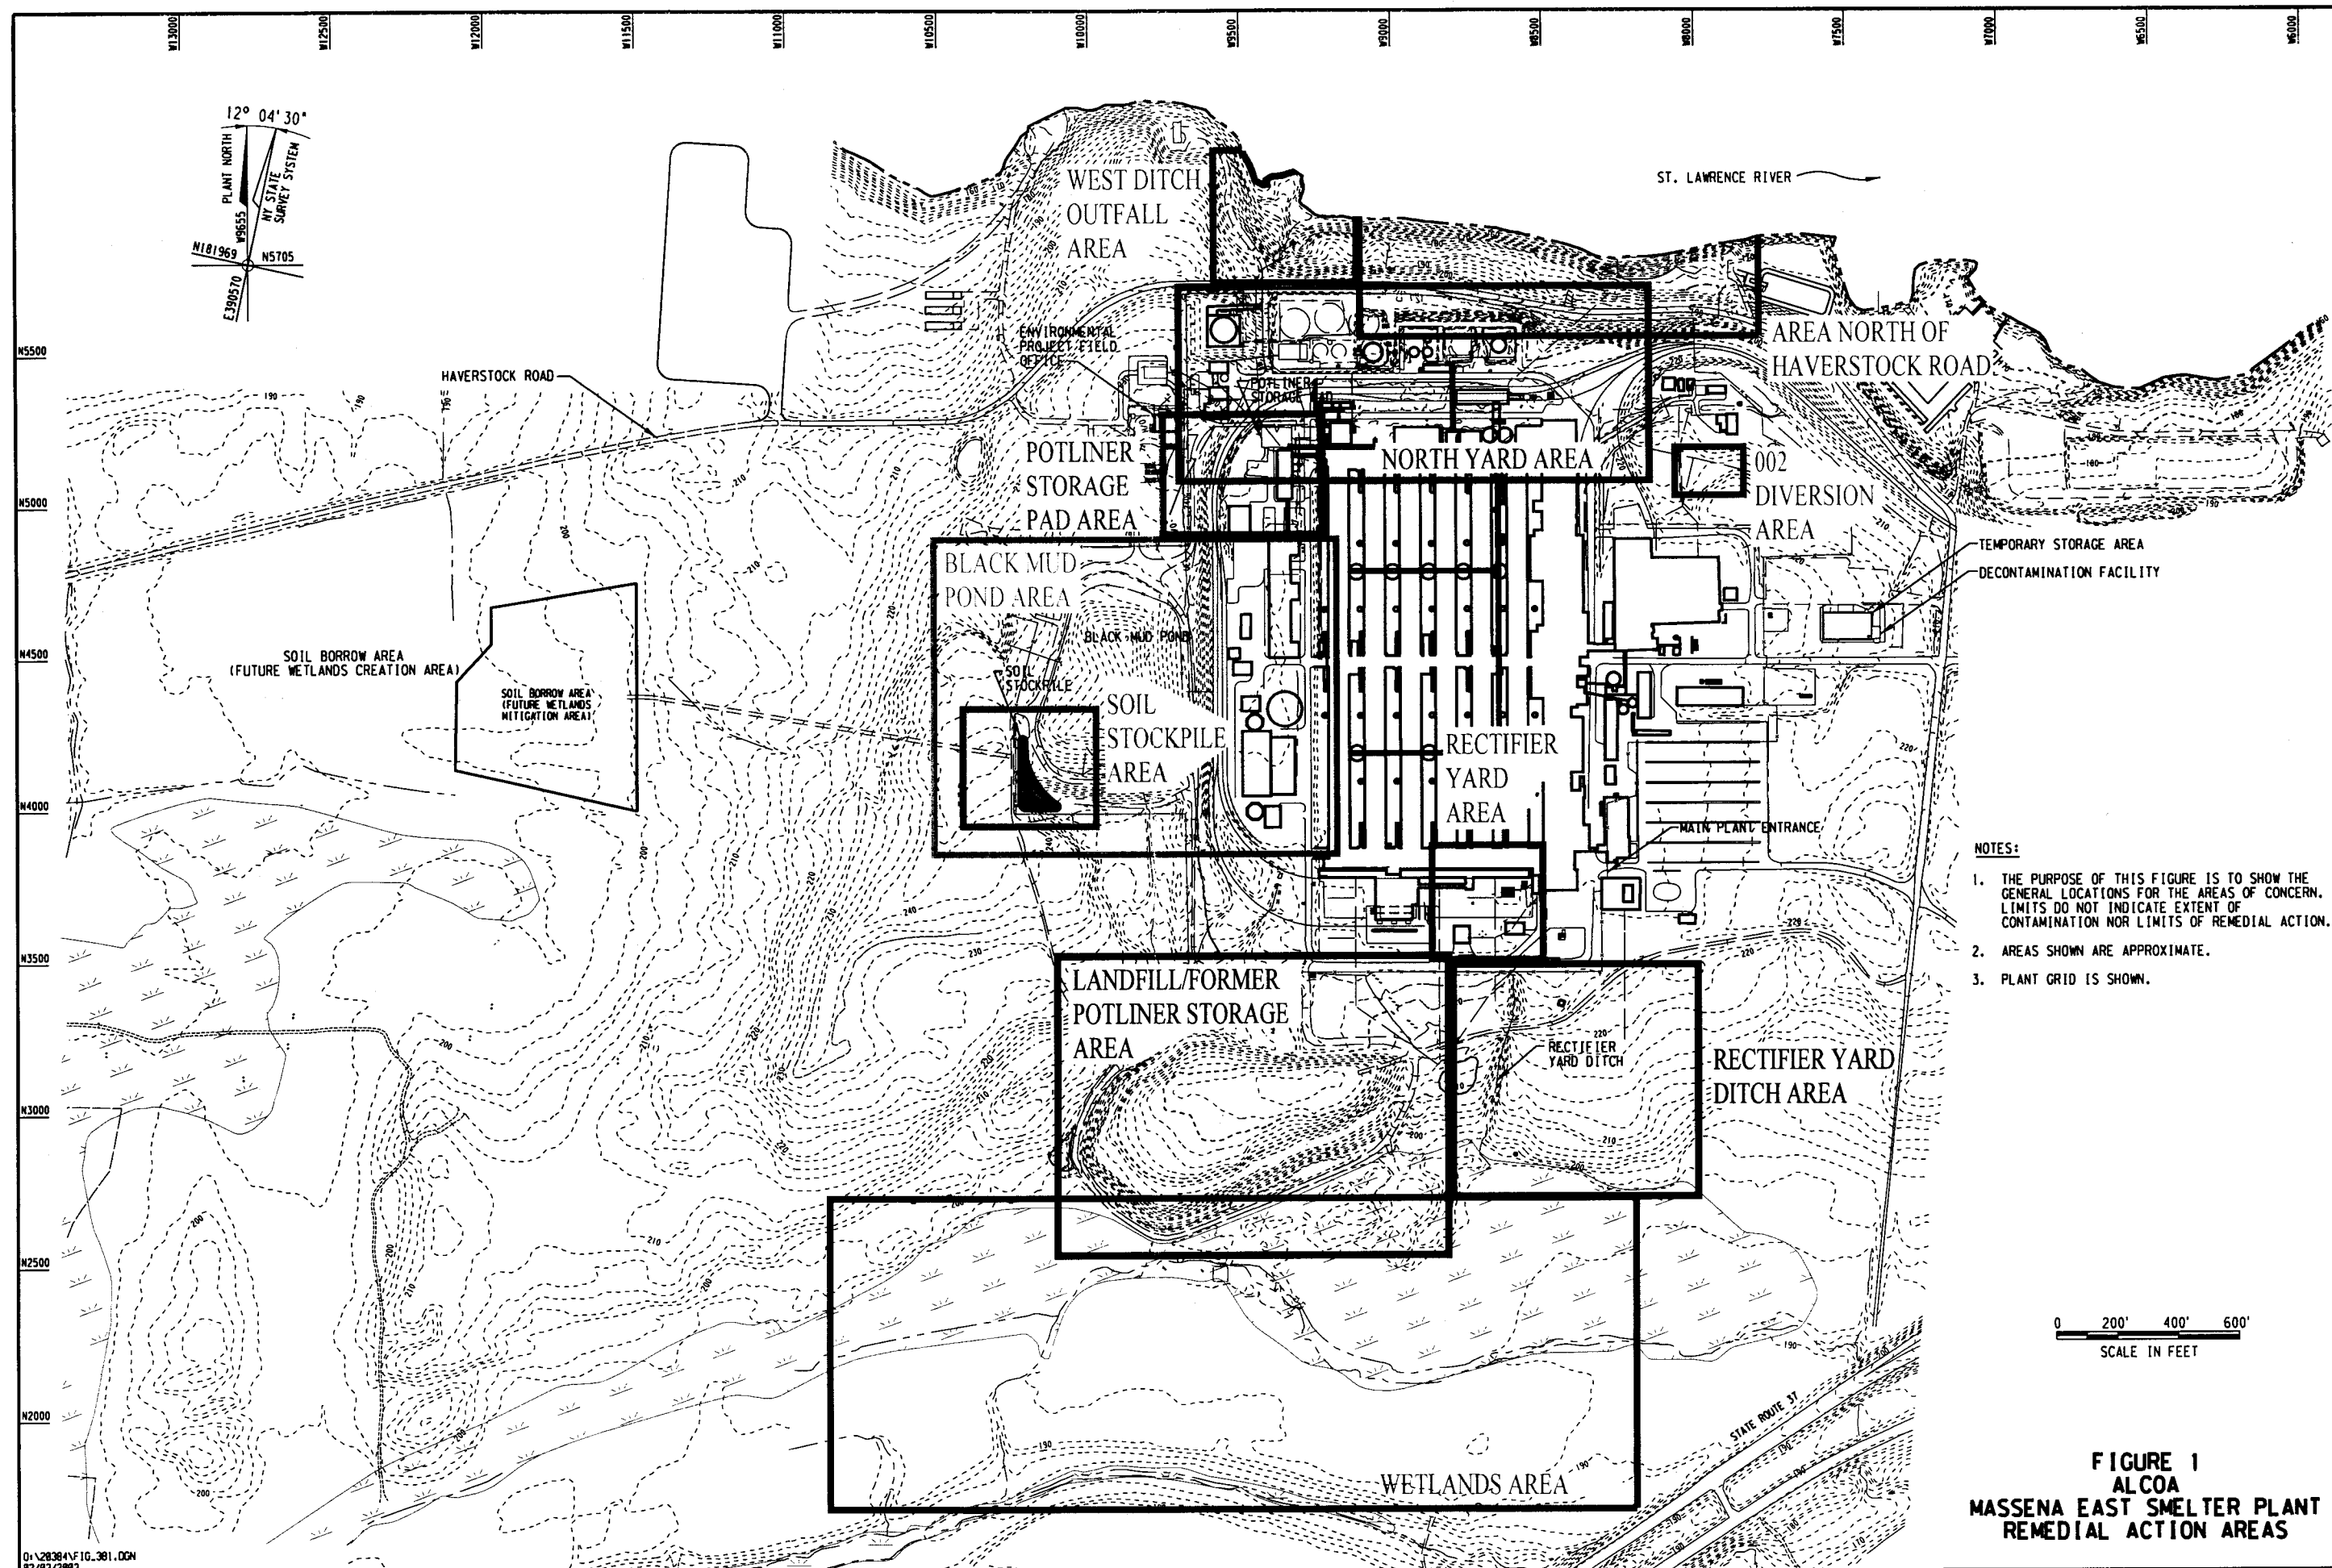 W13000
W12500
W12000
W11500
W11000
W10500
W10000
W9500
W9000
W8500
W8000
W7500
W7000
W6500
W6000
12° 04' 30"
PLANT NORTH
NY STATE
SURVEY SYSTEM
W9655
N181969
N5705
E390570
ST. LAWRENCE RIVER
WEST DITCH
OUTFALL
AREA
N5500
ENVIRONMENTAL
PROJECT FIELD
OFFICE
AREA NORTH OF
HAVERSTOCK ROAD
HAVERSTOCK ROAD
POTLINER
STORAGE PAD
POTLINER
STORAGE
PAD AREA
NORTH YARD AREA
002
DIVERSION
AREA
N5000
TEMPORARY STORAGE AREA
DECONTAMINATION FACILITY
BLACK MUD
POND AREA
BLACK MUD POND
N4500
SOIL BORROW AREA
(FUTURE WETLANDS CREATION AREA)
SOIL BORROW AREA
(FUTURE WETLANDS
MITIGATION AREA)
SOIL
STOCKPILE
SOIL
STOCKPILE
AREA
RECTIFIER
YARD
AREA
N4000
MAIN PLANT ENTRANCE
NOTES:
1. THE PURPOSE OF THIS FIGURE IS TO SHOW THE
GENERAL LOCATIONS FOR THE AREAS OF CONCERN.
LIMITS DO NOT INDICATE EXTENT OF
CONTAMINATION NOR LIMITS OF REMEDIAL ACTION.
2. AREAS SHOWN ARE APPROXIMATE.
3. PLANT GRID IS SHOWN.
N3500
LANDFILL/FORMER
POTLINER STORAGE
AREA
RECTIFIER
YARD DITCH
RECTIFIER YARD
DITCH AREA
N3000
N2500
0 200' 400' 600'
SCALE IN FEET
N2000
STATE ROUTE 37
WETLANDS AREA
FIGURE 1
ALCOA
MASSENA EAST SMELTER PLANT
REMEDIAL ACTION AREAS